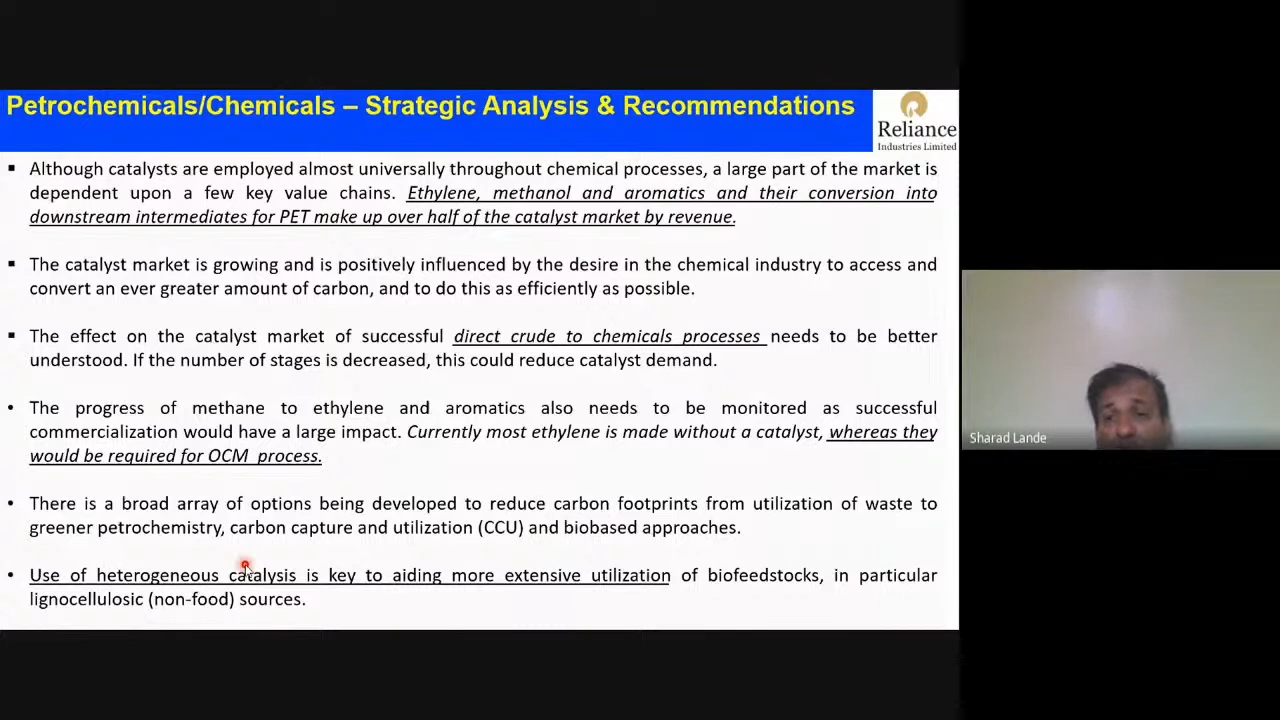 Petrochemicals/Chemicals – Strategic Analysis & Recommendations
Reliance
Industries Limited
▪ Although catalysts are employed almost universally throughout chemical processes, a large part of the market is
dependent upon a few key value chains. Ethylene, methanol and aromatics and their conversion into
downstream intermediates for PET make up over half of the catalyst market by revenue.
▪ The catalyst market is growing and is positively influenced by the desire in the chemical industry to access and
convert an ever greater amount of carbon, and to do this as efficiently as possible.
▪ The effect on the catalyst market of successful direct crude to chemicals processes needs to be better
understood. If the number of stages is decreased, this could reduce catalyst demand.
• The progress of methane to ethylene and aromatics also needs to be monitored as successful
commercialization would have a large impact. Currently most ethylene is made without a catalyst, whereas they
would be required for OCM process.
• There is a broad array of options being developed to reduce carbon footprints from utilization of waste to
greener petrochemistry, carbon capture and utilization (CCU) and biobased approaches.
• Use of heterogeneous catalysis is key to aiding more extensive utilization of biofeedstocks, in particular
lignocellulosic (non-food) sources.
Sharad Lande